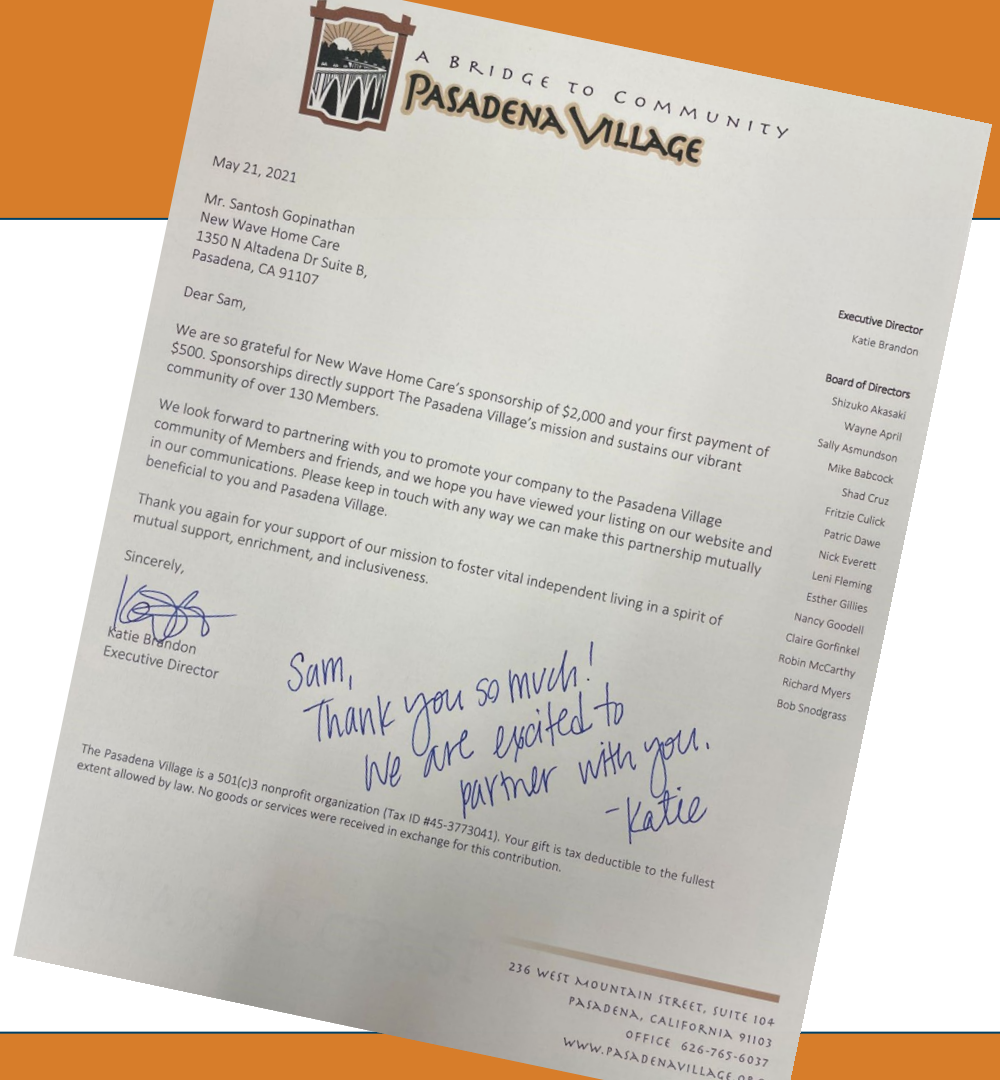 A BRIDGE TO COMMUNITY
PASADENA VILLAGE
May 21, 2021
Mr. Santosh Gopinathan
New Wave Home Care
1350 N Altadena Dr Suite B,
Pasadena, CA 91107
Dear Sam,
We are so grateful for New Wave Home Care's sponsorship of $2,000 and your first payment of
$500. Sponsorships directly support The Pasadena Village's mission and sustains our vibrant
community of over 130 Members.
We look forward to partnering with you to promote your company to the Pasadena Village
community of Members and friends, and we hope you have viewed your listing on our website and
in our communications. Please keep in touch with any way we can make this partnership mutually
beneficial to you and Pasadena Village.
Thank you again for your support of our mission to foster vital independent living in a spirit of
mutual support, enrichment, and inclusiveness.
Sincerely,
Katie Brandon
Executive Director
Sam,
Thank you so much!
We are excited to
partner with you.
-Katie
The Pasadena Village is a 501(c)3 nonprofit organization (Tax ID #45-3773041). Your gift is tax deductible to the fullest
extent allowed by law. No goods or services were received in exchange for this contribution.
Executive Director
Katie Brandon
Board of Directors
Shizuko Akasaki
Wayne April
Sally Asmundson
Mike Babcock
Shad Cruz
Fritzie Culick
Patric Dawe
Nick Everett
Leni Fleming
Esther Gillies
Nancy Goodell
Claire Gorfinkel
Robin McCarthy
Richard Myers
Bob Snodgrass
236 WEST MOUNTAIN STREET, SUITE 104
PASADENA, CALIFORNIA 91103
OFFICE 626-765-6037
WWW.PASADENAVILLAGE.ORG